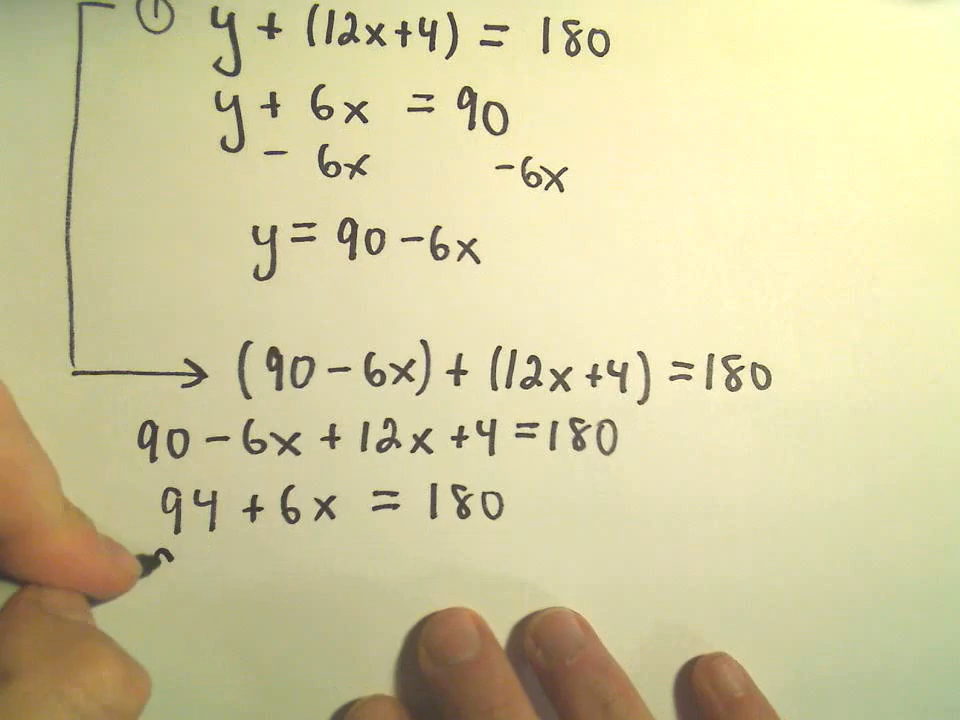 ① y + (12x+4) = 180
y + 6x = 90
- 6x -6x
y = 90 - 6x
(90 - 6x) + (12x + 4) = 180
90 - 6x + 12x + 4 = 180
94 + 6x = 180